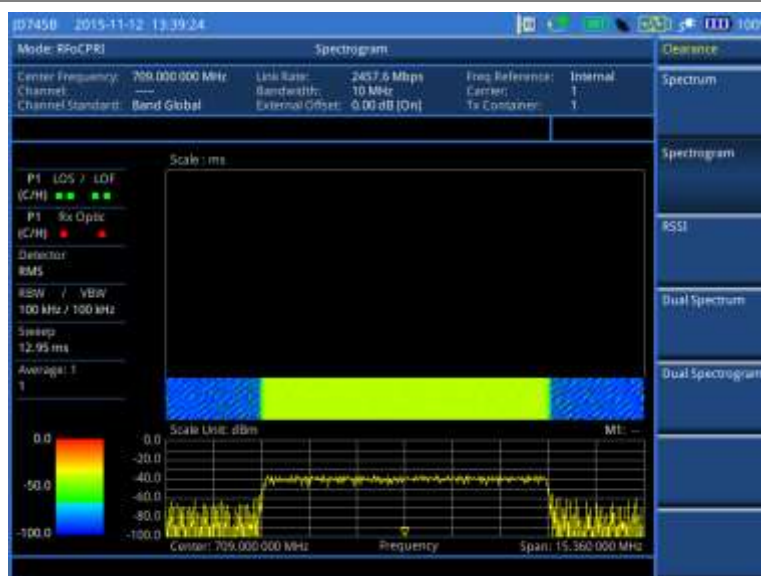 JD745B 2015-11-12 13:39:24
100%
Mode: RFoCPRI
Spectrogram
Clearance
Center Frequency: 709.000 000 MHz
Link Rate: 2457.6 Mbps
Freq Reference: Internal
Channel: ----
Bandwidth: 10 MHz
Carrier: 1
Channel Standard: Band Global
External Offset: 0.00 dB [On]
Tx Container: 1
Spectrum
Spectrogram
RSSI
Dual Spectrum
Dual Spectrogram
Scale : ms
P1 LOS / LOF
(C/H)
P1 Rx Optic
(C/H)
Detector
RMS
RBW / VBW
100 kHz / 100 kHz
Sweep
12.95 ms
Average: 1
1
Scale Unit: dBm
M1: --
0.0
-50.0
-100.0
0.0
-20.0
-40.0
-60.0
-80.0
-100.0
Center: 709.000 000 MHz
Frequency
Span: 15.360 000 MHz